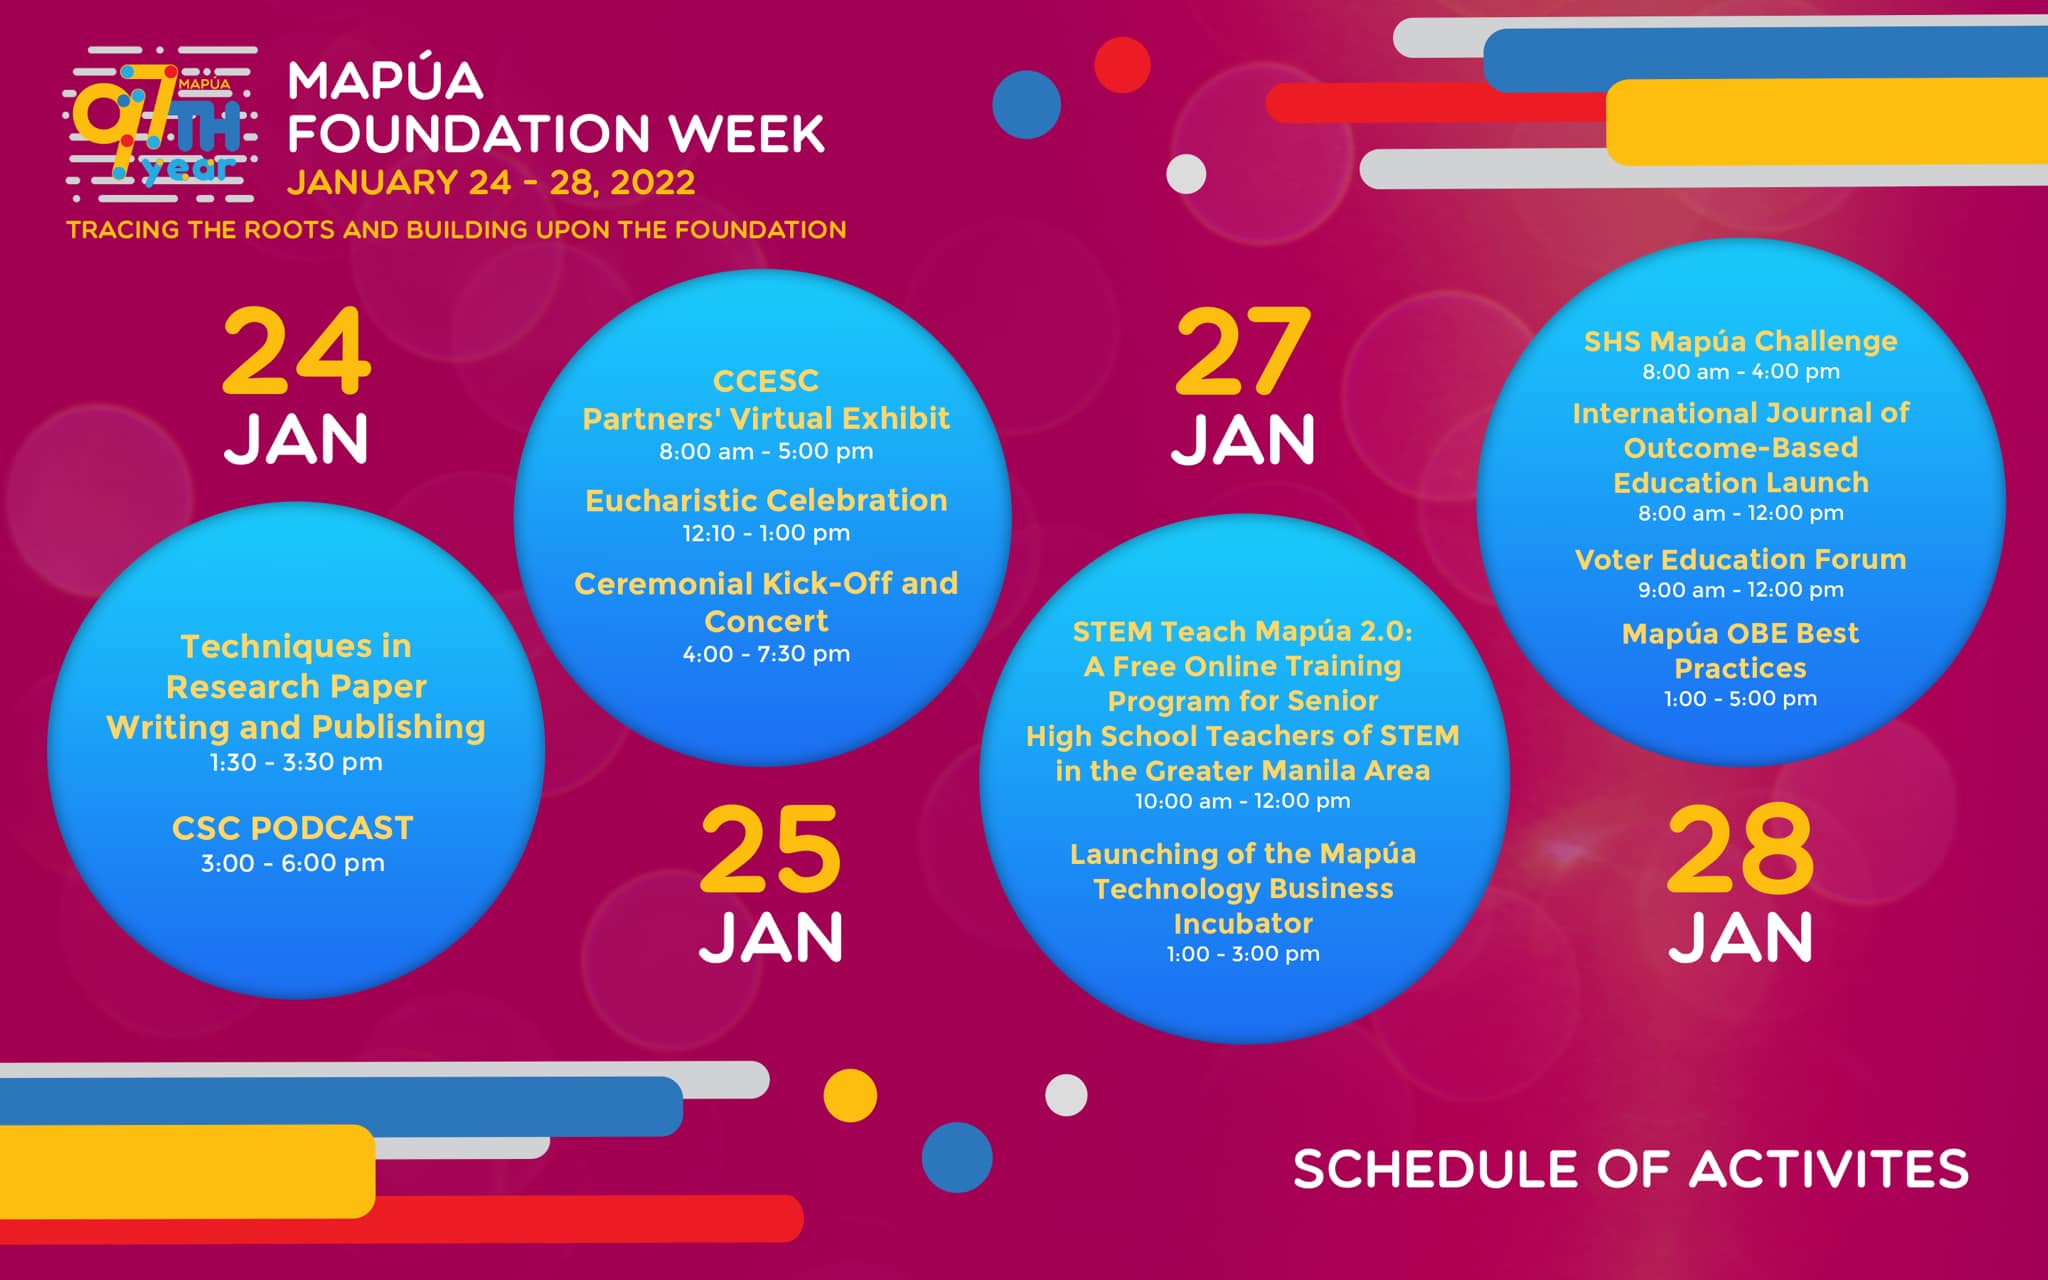 97TH
MAPÚA
year
MAPÚA
FOUNDATION WEEK
JANUARY 24 - 28, 2022
TRACING THE ROOTS AND BUILDING UPON THE FOUNDATION
24
JAN
Techniques in
Research Paper
Writing and Publishing
1:30 - 3:30 pm
CSC PODCAST
3:00 - 6:00 pm
CCESC
Partners' Virtual Exhibit
8:00 am - 5:00 pm
Eucharistic Celebration
12:10 - 1:00 pm
Ceremonial Kick-Off and
Concert
4:00 - 7:30 pm
25
JAN
27
JAN
STEM Teach Mapúa 2.0:
A Free Online Training
Program for Senior
High School Teachers of STEM
in the Greater Manila Area
10:00 am - 12:00 pm
Launching of the Mapúa
Technology Business
Incubator
1:00 - 3:00 pm
SHS Mapúa Challenge
8:00 am - 4:00 pm
International Journal of
Outcome-Based
Education Launch
8:00 am - 12:00 pm
Voter Education Forum
9:00 am - 12:00 pm
Mapúa OBE Best
Practices
1:00 - 5:00 pm
28
JAN
SCHEDULE OF ACTIVITES